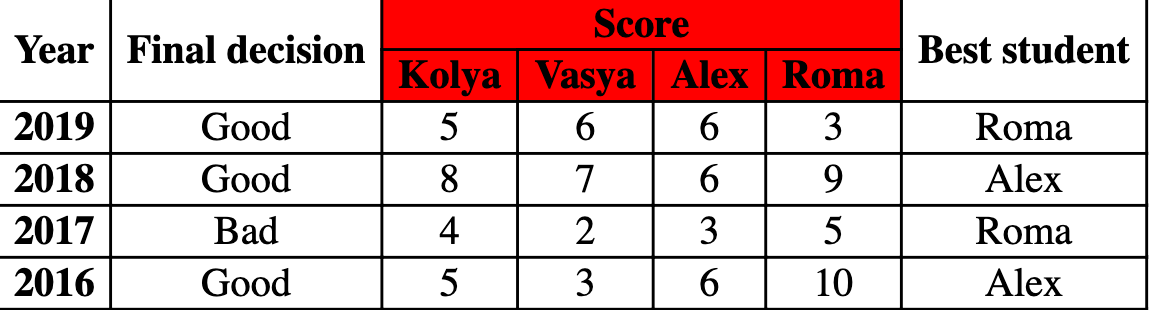 Year Final decision Score Best student
Kolya Vasya Alex Roma
2019 Good 5 6 6 3 Roma
2018 Good 8 7 6 9 Alex
2017 Bad 4 2 3 5 Roma
2016 Good 5 3 6 10 Alex